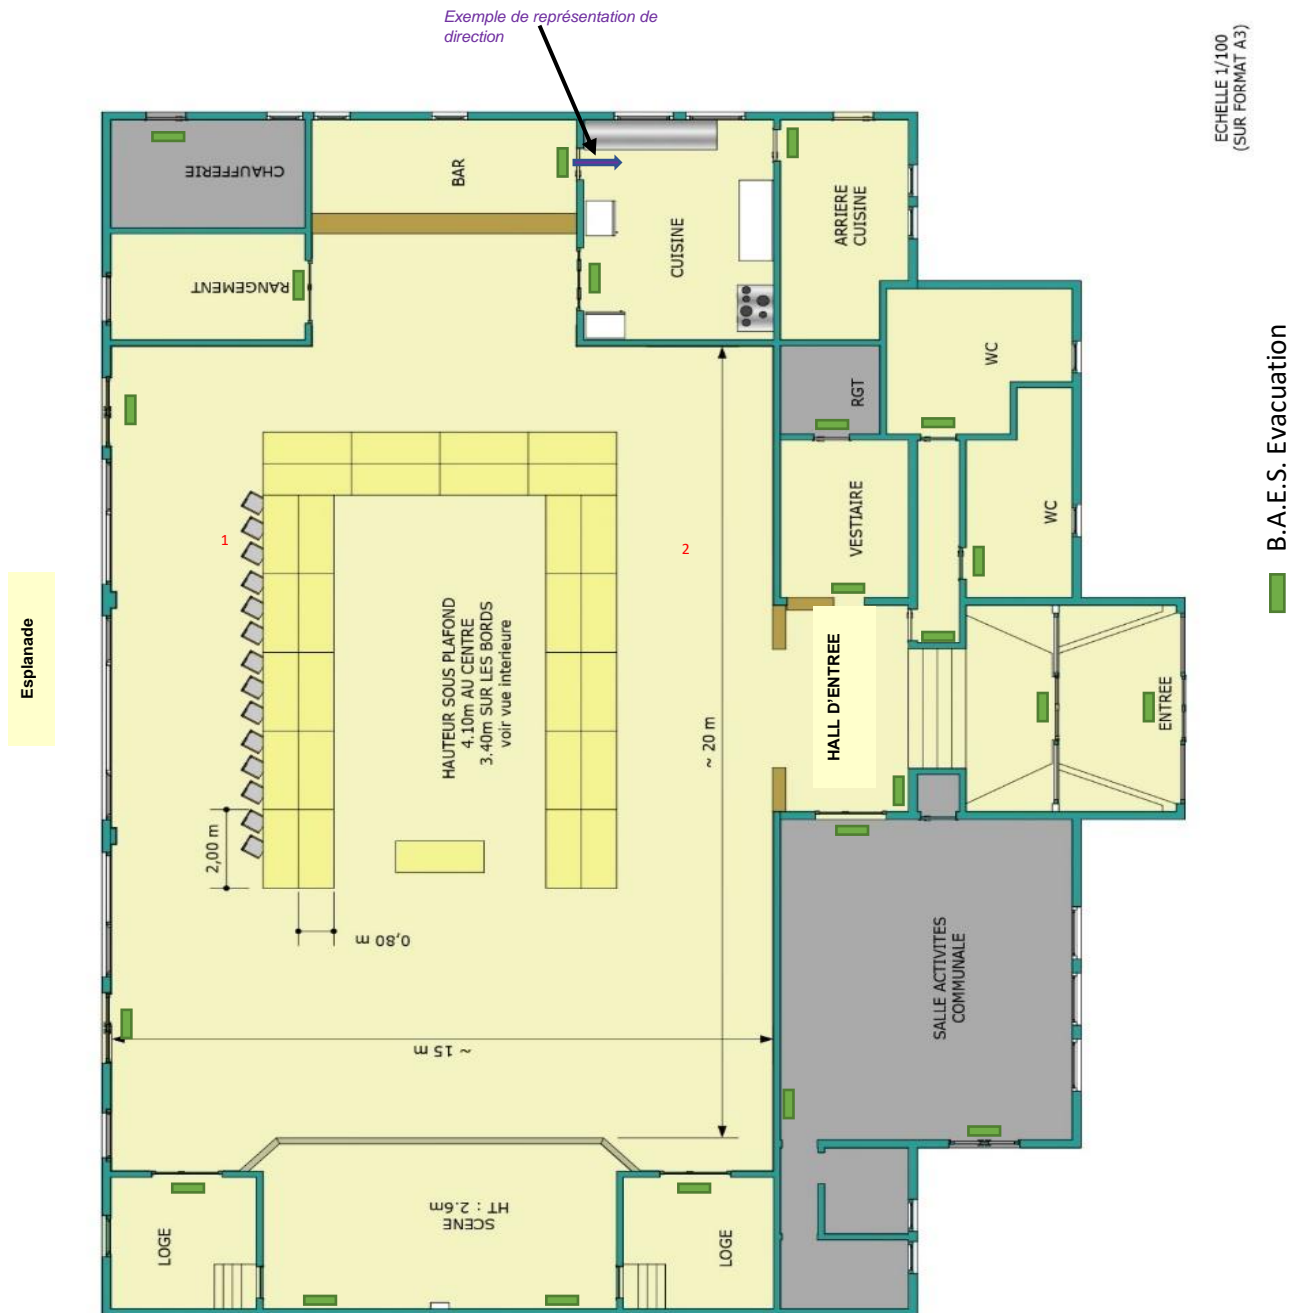 Exemple de représentation de
direction
ECHELLE 1/100
(SUR FORMAT A3)
CHAUFFERIE
BAR
CUISINE
ARRIERE
CUISINE
RANGEMENT
WC
RGT
VESTIAIRE
WC
1
2
HAUTEUR SOUS PLAFOND
4.10m AU CENTRE
3.40m SUR LES BORDS
voir vue interieure
Esplanade
HALL D'ENTREE
ENTREE
~ 20 m
2,00 m
0,80 m
~ 15 m
SALLE ACTIVITES
COMMUNALE
SCENE
HT : 2.6m
LOGE
LOGE
B.A.E.S. Evacuation